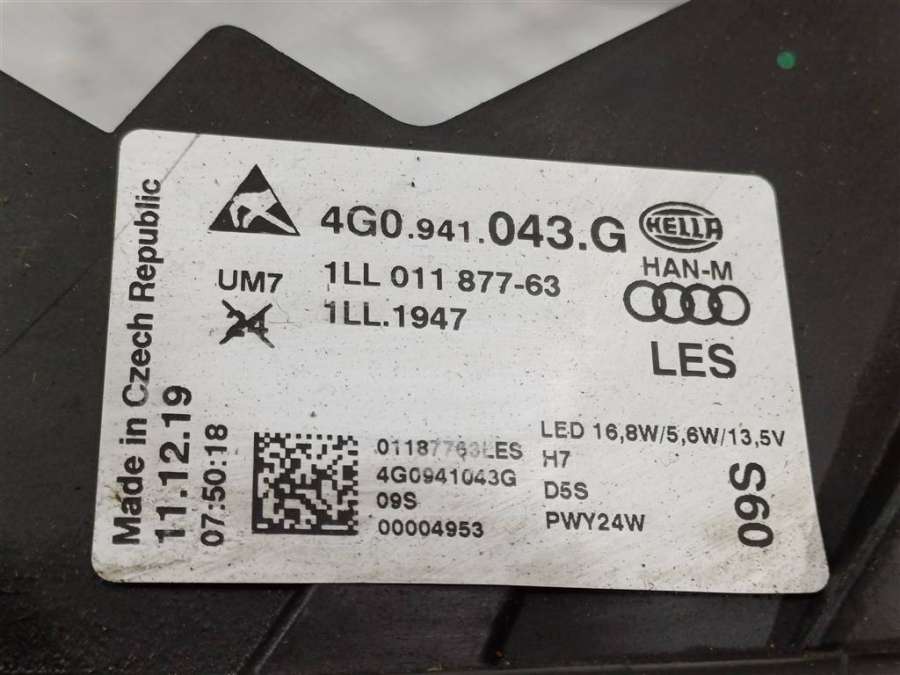 4G0.941.043.G
HELLA
HAN-M
UM7
1LL 011 877-63
24
1LL.1947
LES
Made in Czech Republic
11.12.19
07:50:18
01187763LES
4G0941043G
09S
00004953
LED 16,8W/5,6W/13,5V
H7
D5S
PWY24W
09S